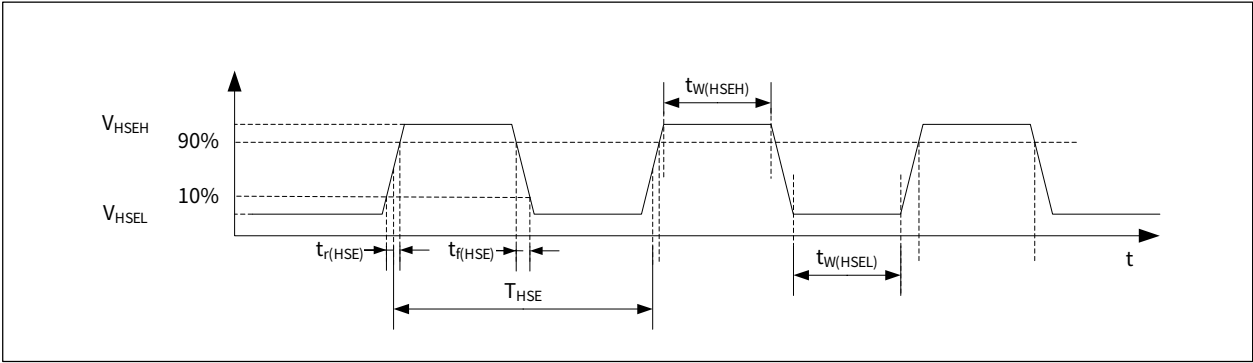 tW(HSEH)
VHSEH
90%
10%
VHSEL
tr(HSE)
tf(HSE)
tW(HSEL)
t
THSE